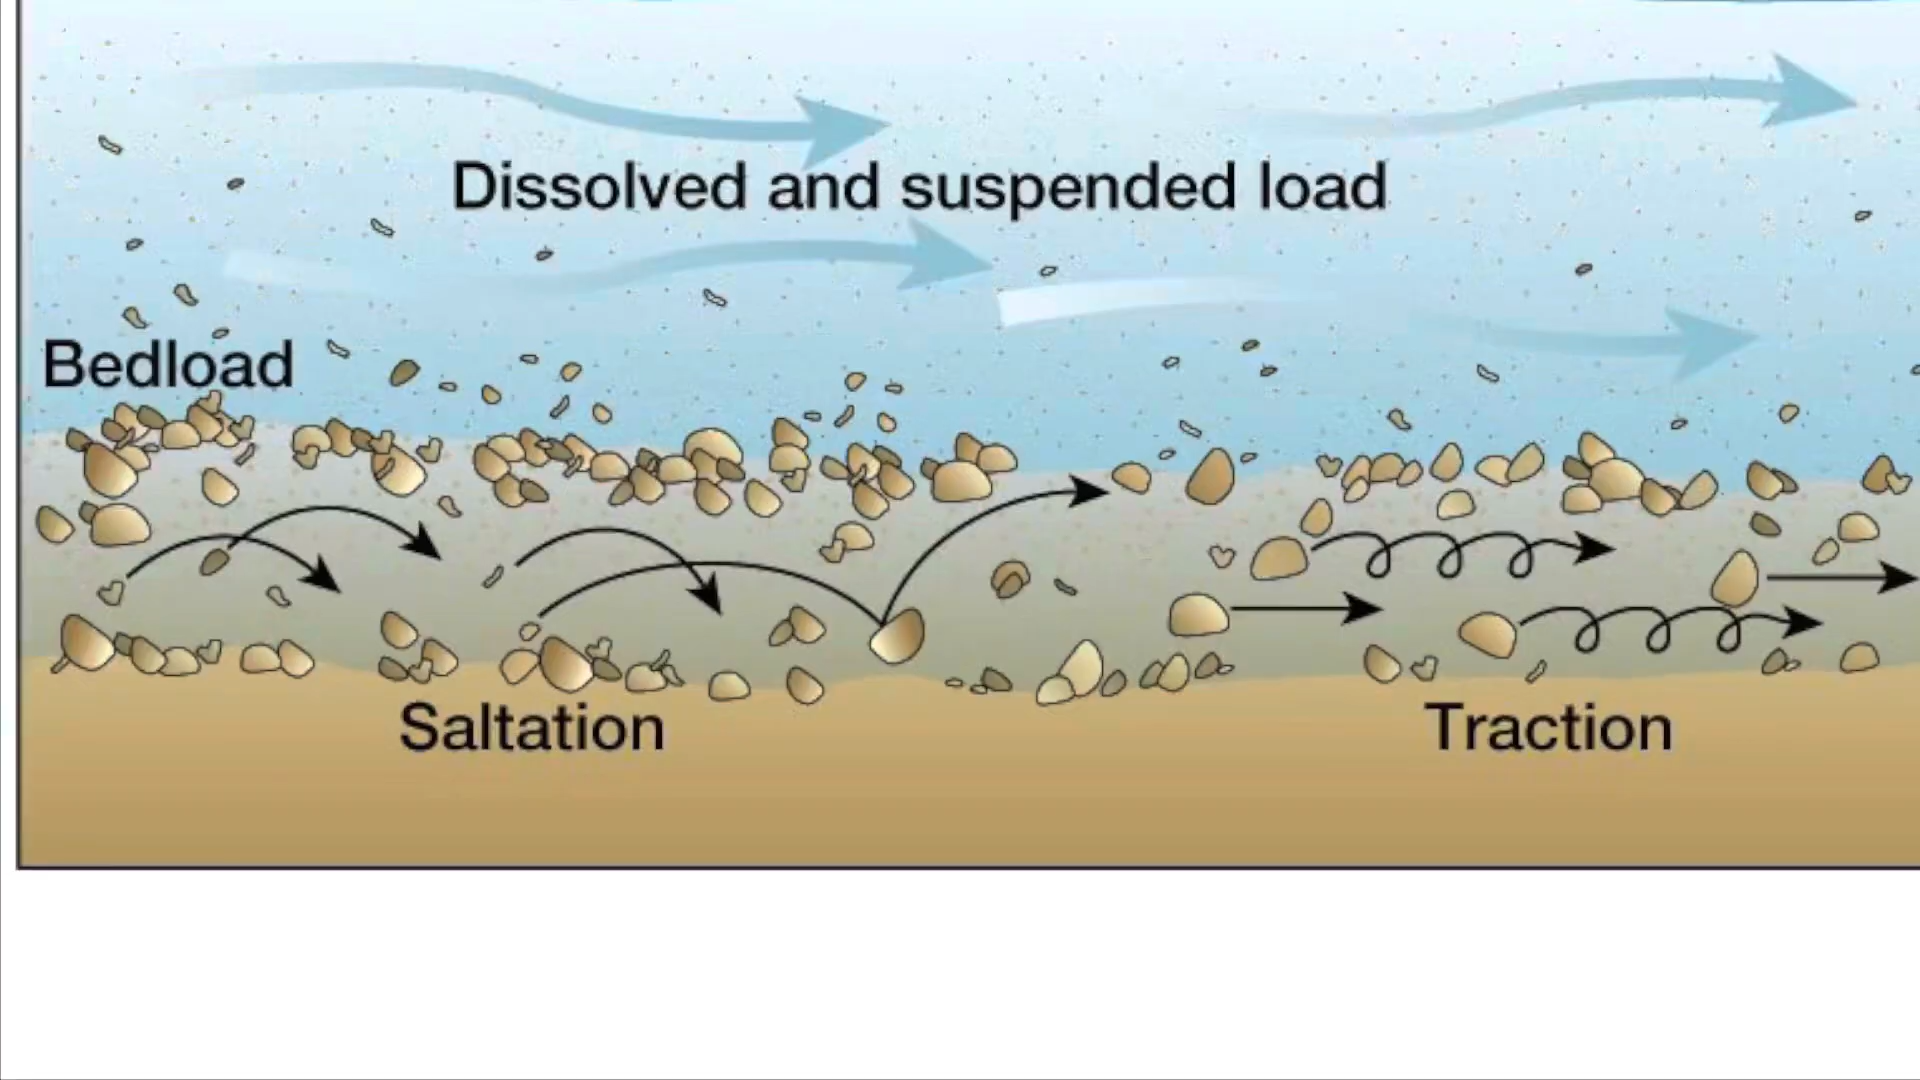 Dissolved and suspended load
Bedload
Saltation
Traction